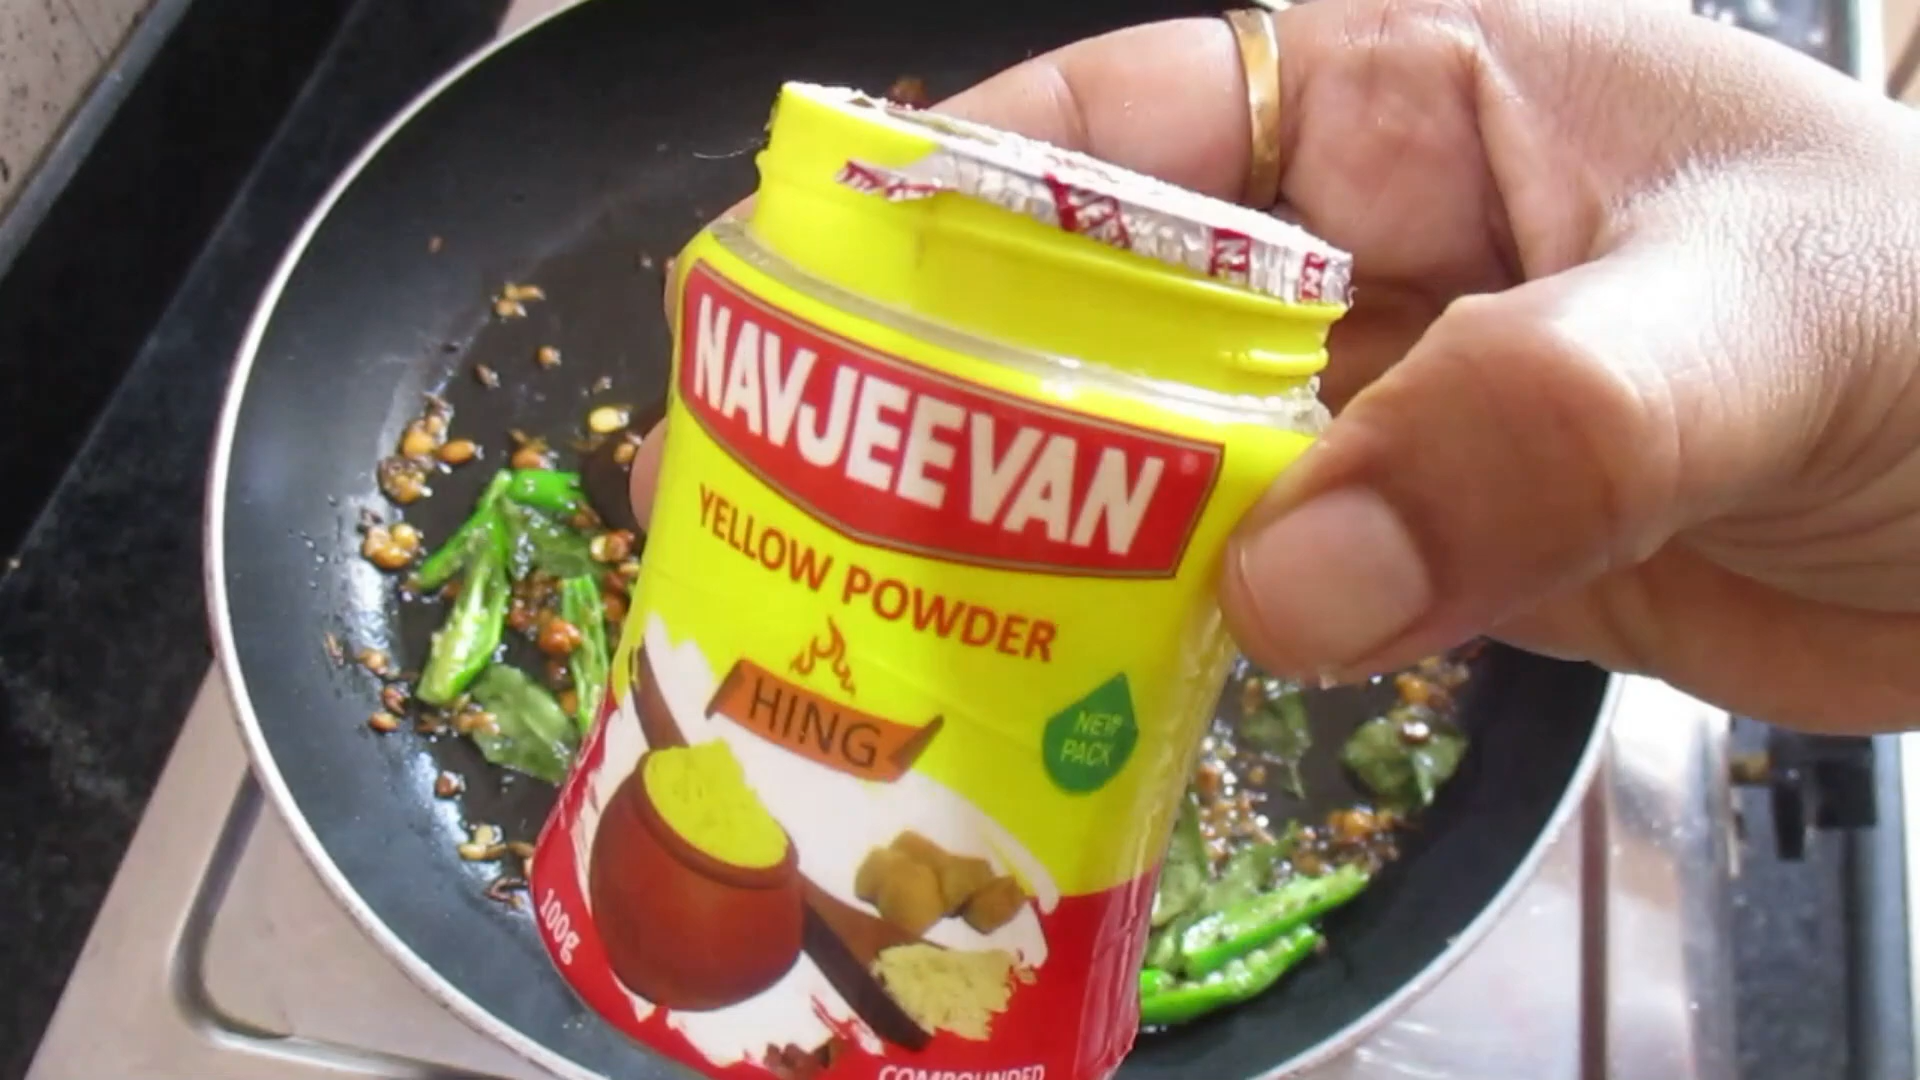 NAVJEEVAN
YELLOW POWDER
HING
NEW
PACK
100g
COMPOUNDED